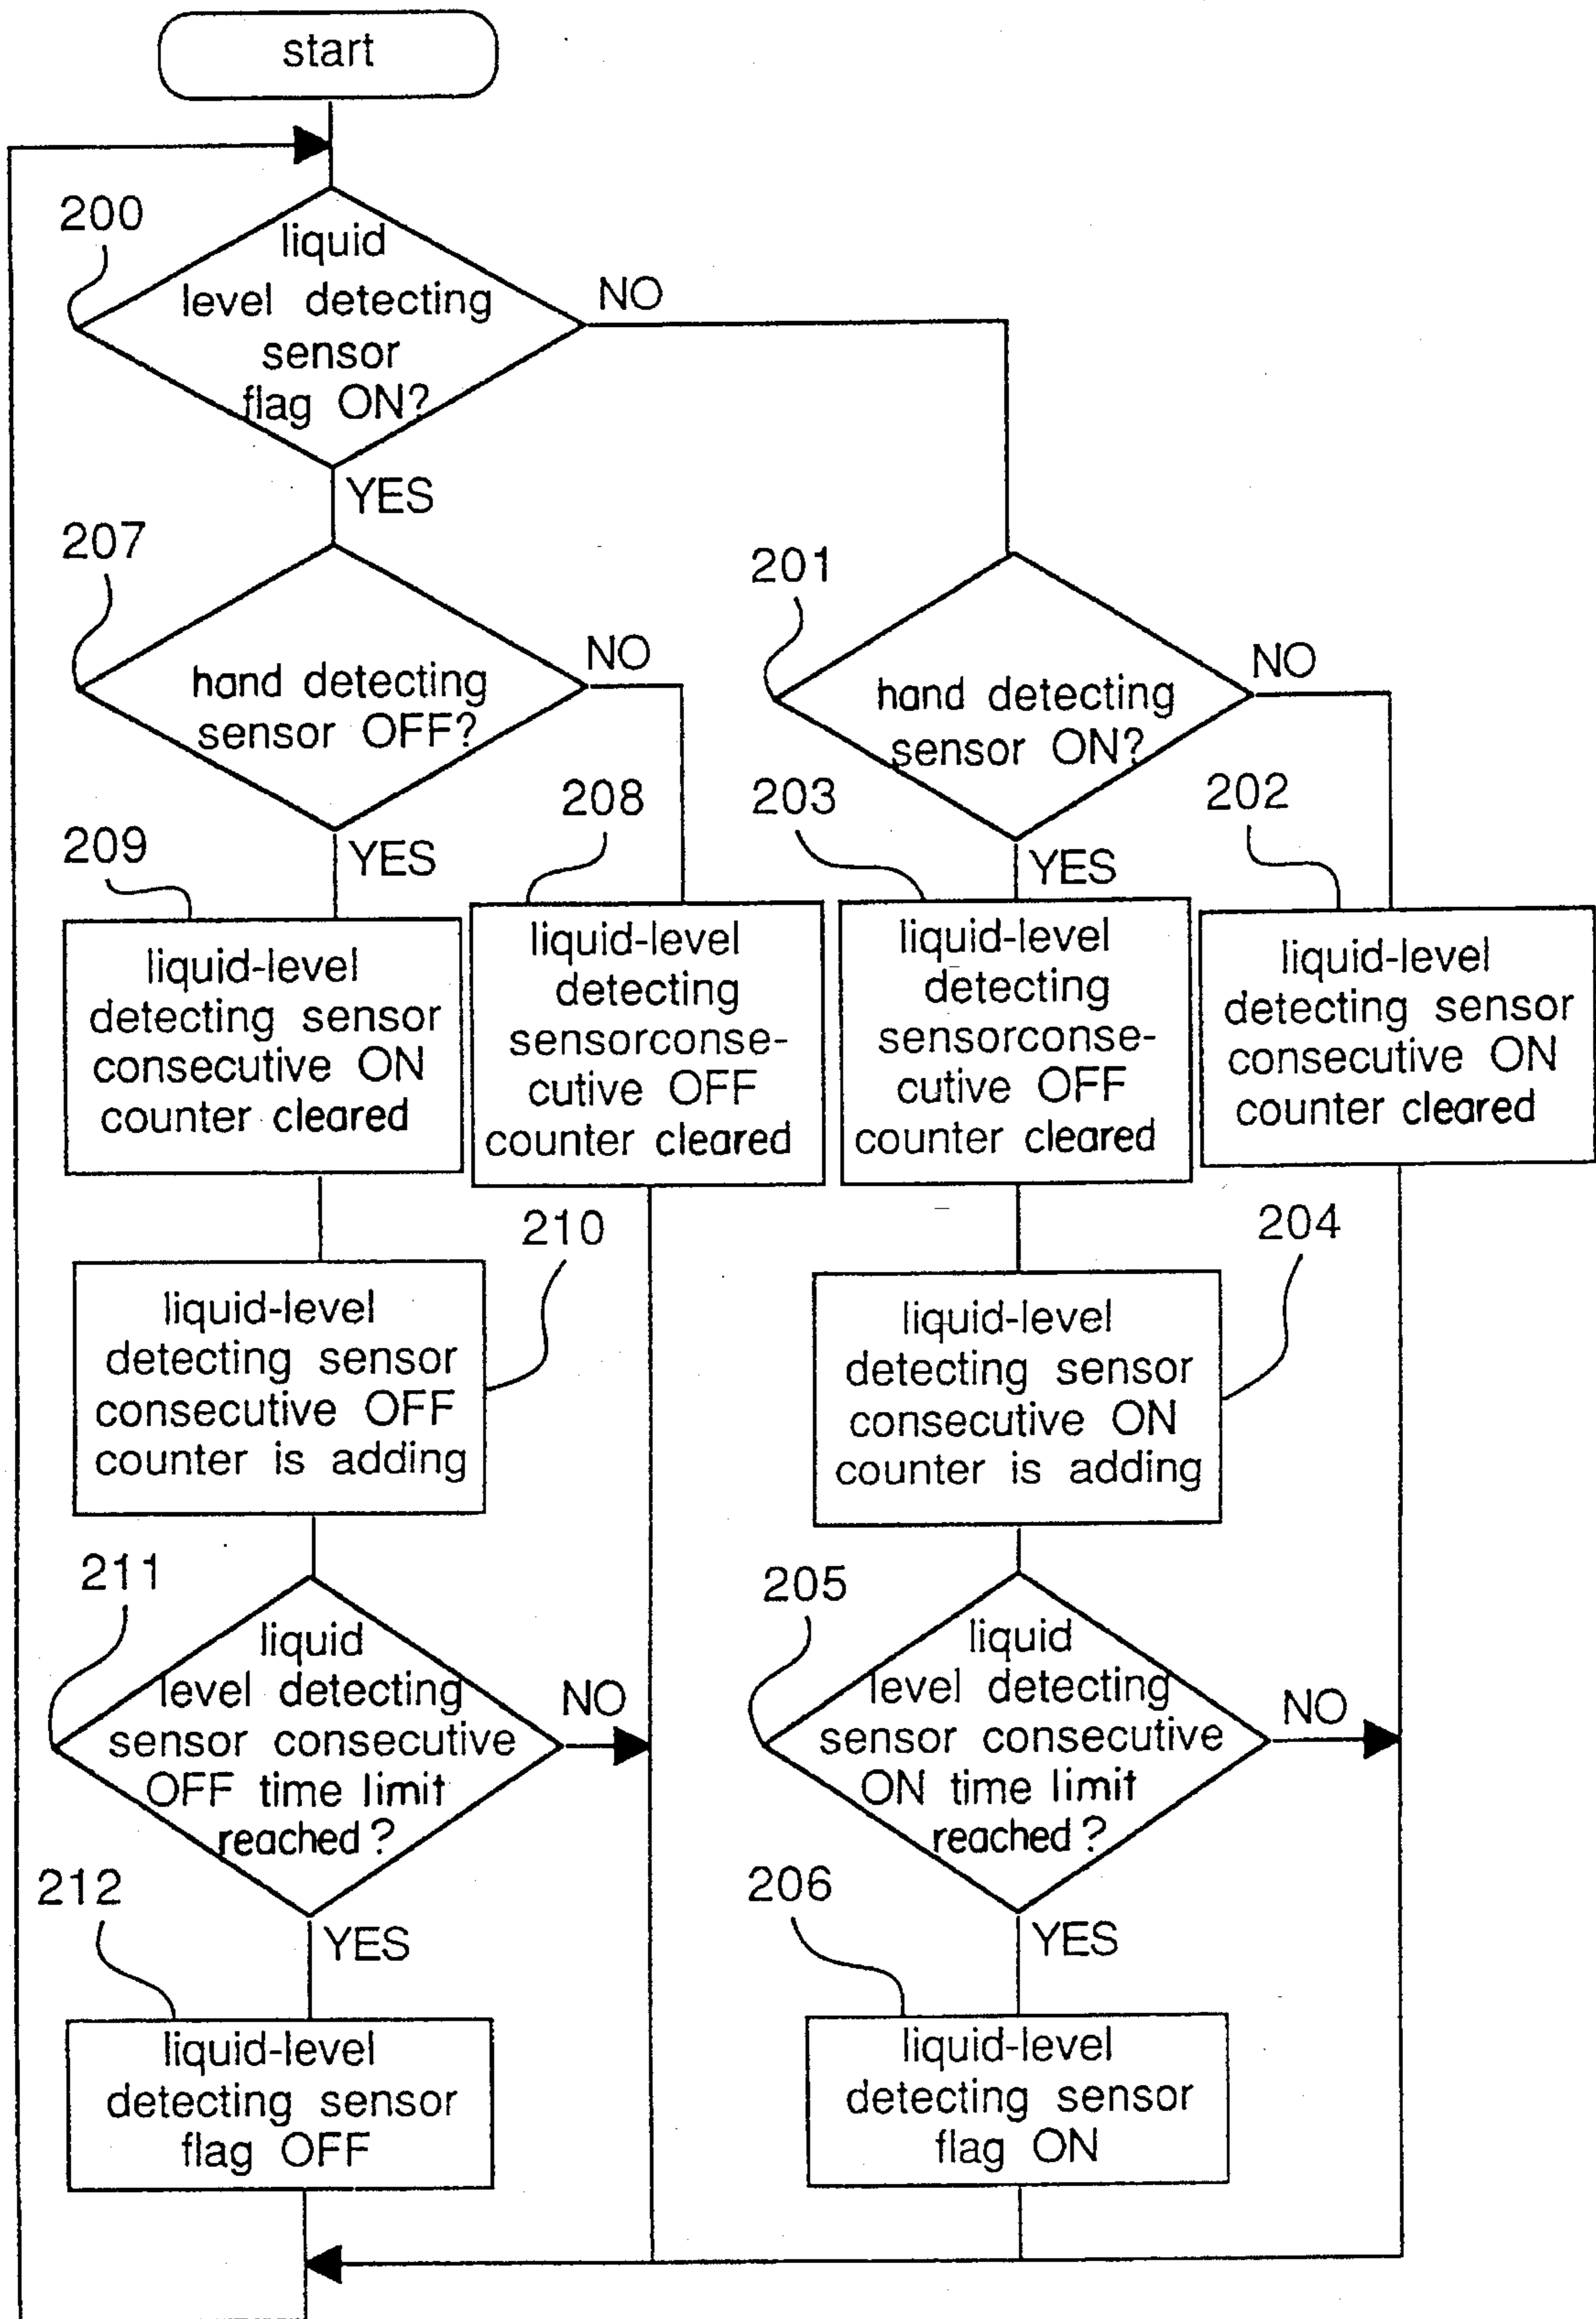 start
200
liquid
level detecting
sensor
flag ON?
NO
YES
207
hand detecting
sensor OFF?
NO
YES
201
hand detecting
sensor ON?
NO
YES
209
liquid-level
detecting sensor
consecutive ON
counter cleared
208
liquid-level
detecting
sensorconse-
cutive OFF
counter cleared
203
liquid-level
detecting
sensorconse-
cutive OFF
counter cleared
202
liquid-level
detecting sensor
consecutive ON
counter cleared
210
liquid-level
detecting sensor
consecutive OFF
counter is adding
204
liquid-level
detecting sensor
consecutive ON
counter is adding
211
liquid
level detecting
sensor consecutive
OFF time limit
reached?
NO
YES
205
liquid
level detecting
sensor consecutive
ON time limit
reached?
NO
YES
212
liquid-level
detecting sensor
flag OFF
206
liquid-level
detecting sensor
flag ON